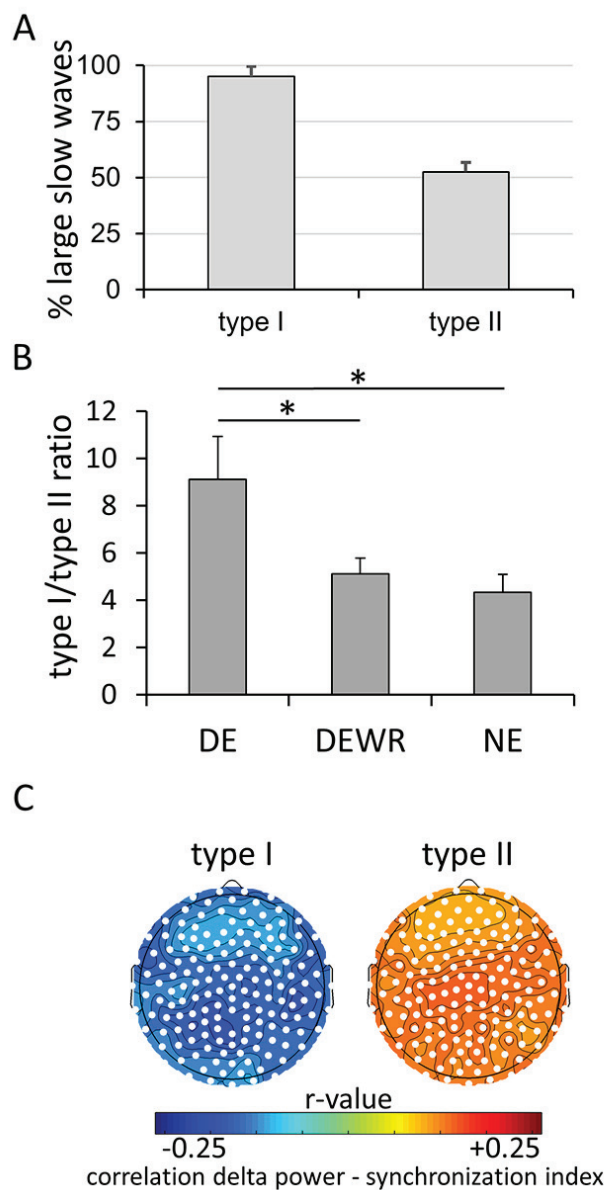 A
% large slow waves
100
75
50
25
0
type I
type II
B
type I/type II ratio
12
10
8
6
4
2
0
*
*
DE
DEWR
NE
C
type I
type II
r-value
-0.25
+0.25
correlation delta power - synchronization index